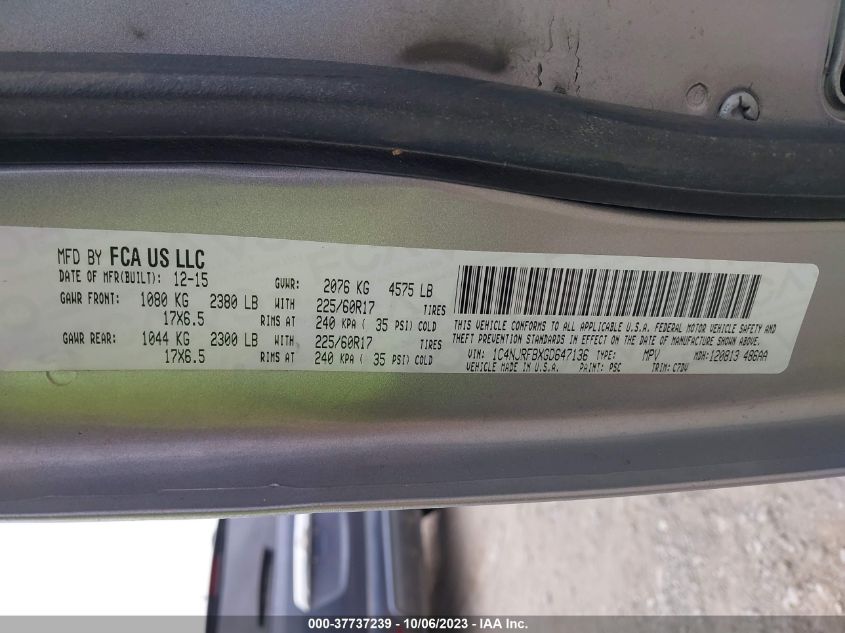 MFD BY FCA US LLC
DATE OF MFR(BUILT): 12-15 GVWR: 2076 KG 4575 LB
GAWR FRONT: 1080 KG 2380 LB WITH 225/60R17 TIRES
17X6.5 RIMS AT 240 KPA ( 35 PSI) COLD
GAWR REAR: 1044 KG 2300 LB WITH 225/60R17 TIRES
17X6.5 RIMS AT 240 KPA ( 35 PSI) COLD
THIS VEHICLE CONFORMS TO ALL APPLICABLE U.S.A. FEDERAL MOTOR VEHICLE SAFETY AND
THEFT PREVENTION STANDARDS IN EFFECT ON THE DATE OF MANUFACTURE SHOWN ABOVE.
VIN: 1C4NJRFBXGD647136 TYPE: MPV MDH: 120813 486AA
VEHICLE MADE IN U.S.A. PAINT: PSC TRIM: C7DV
000-37737239 - 10/06/2023 - IAA Inc.